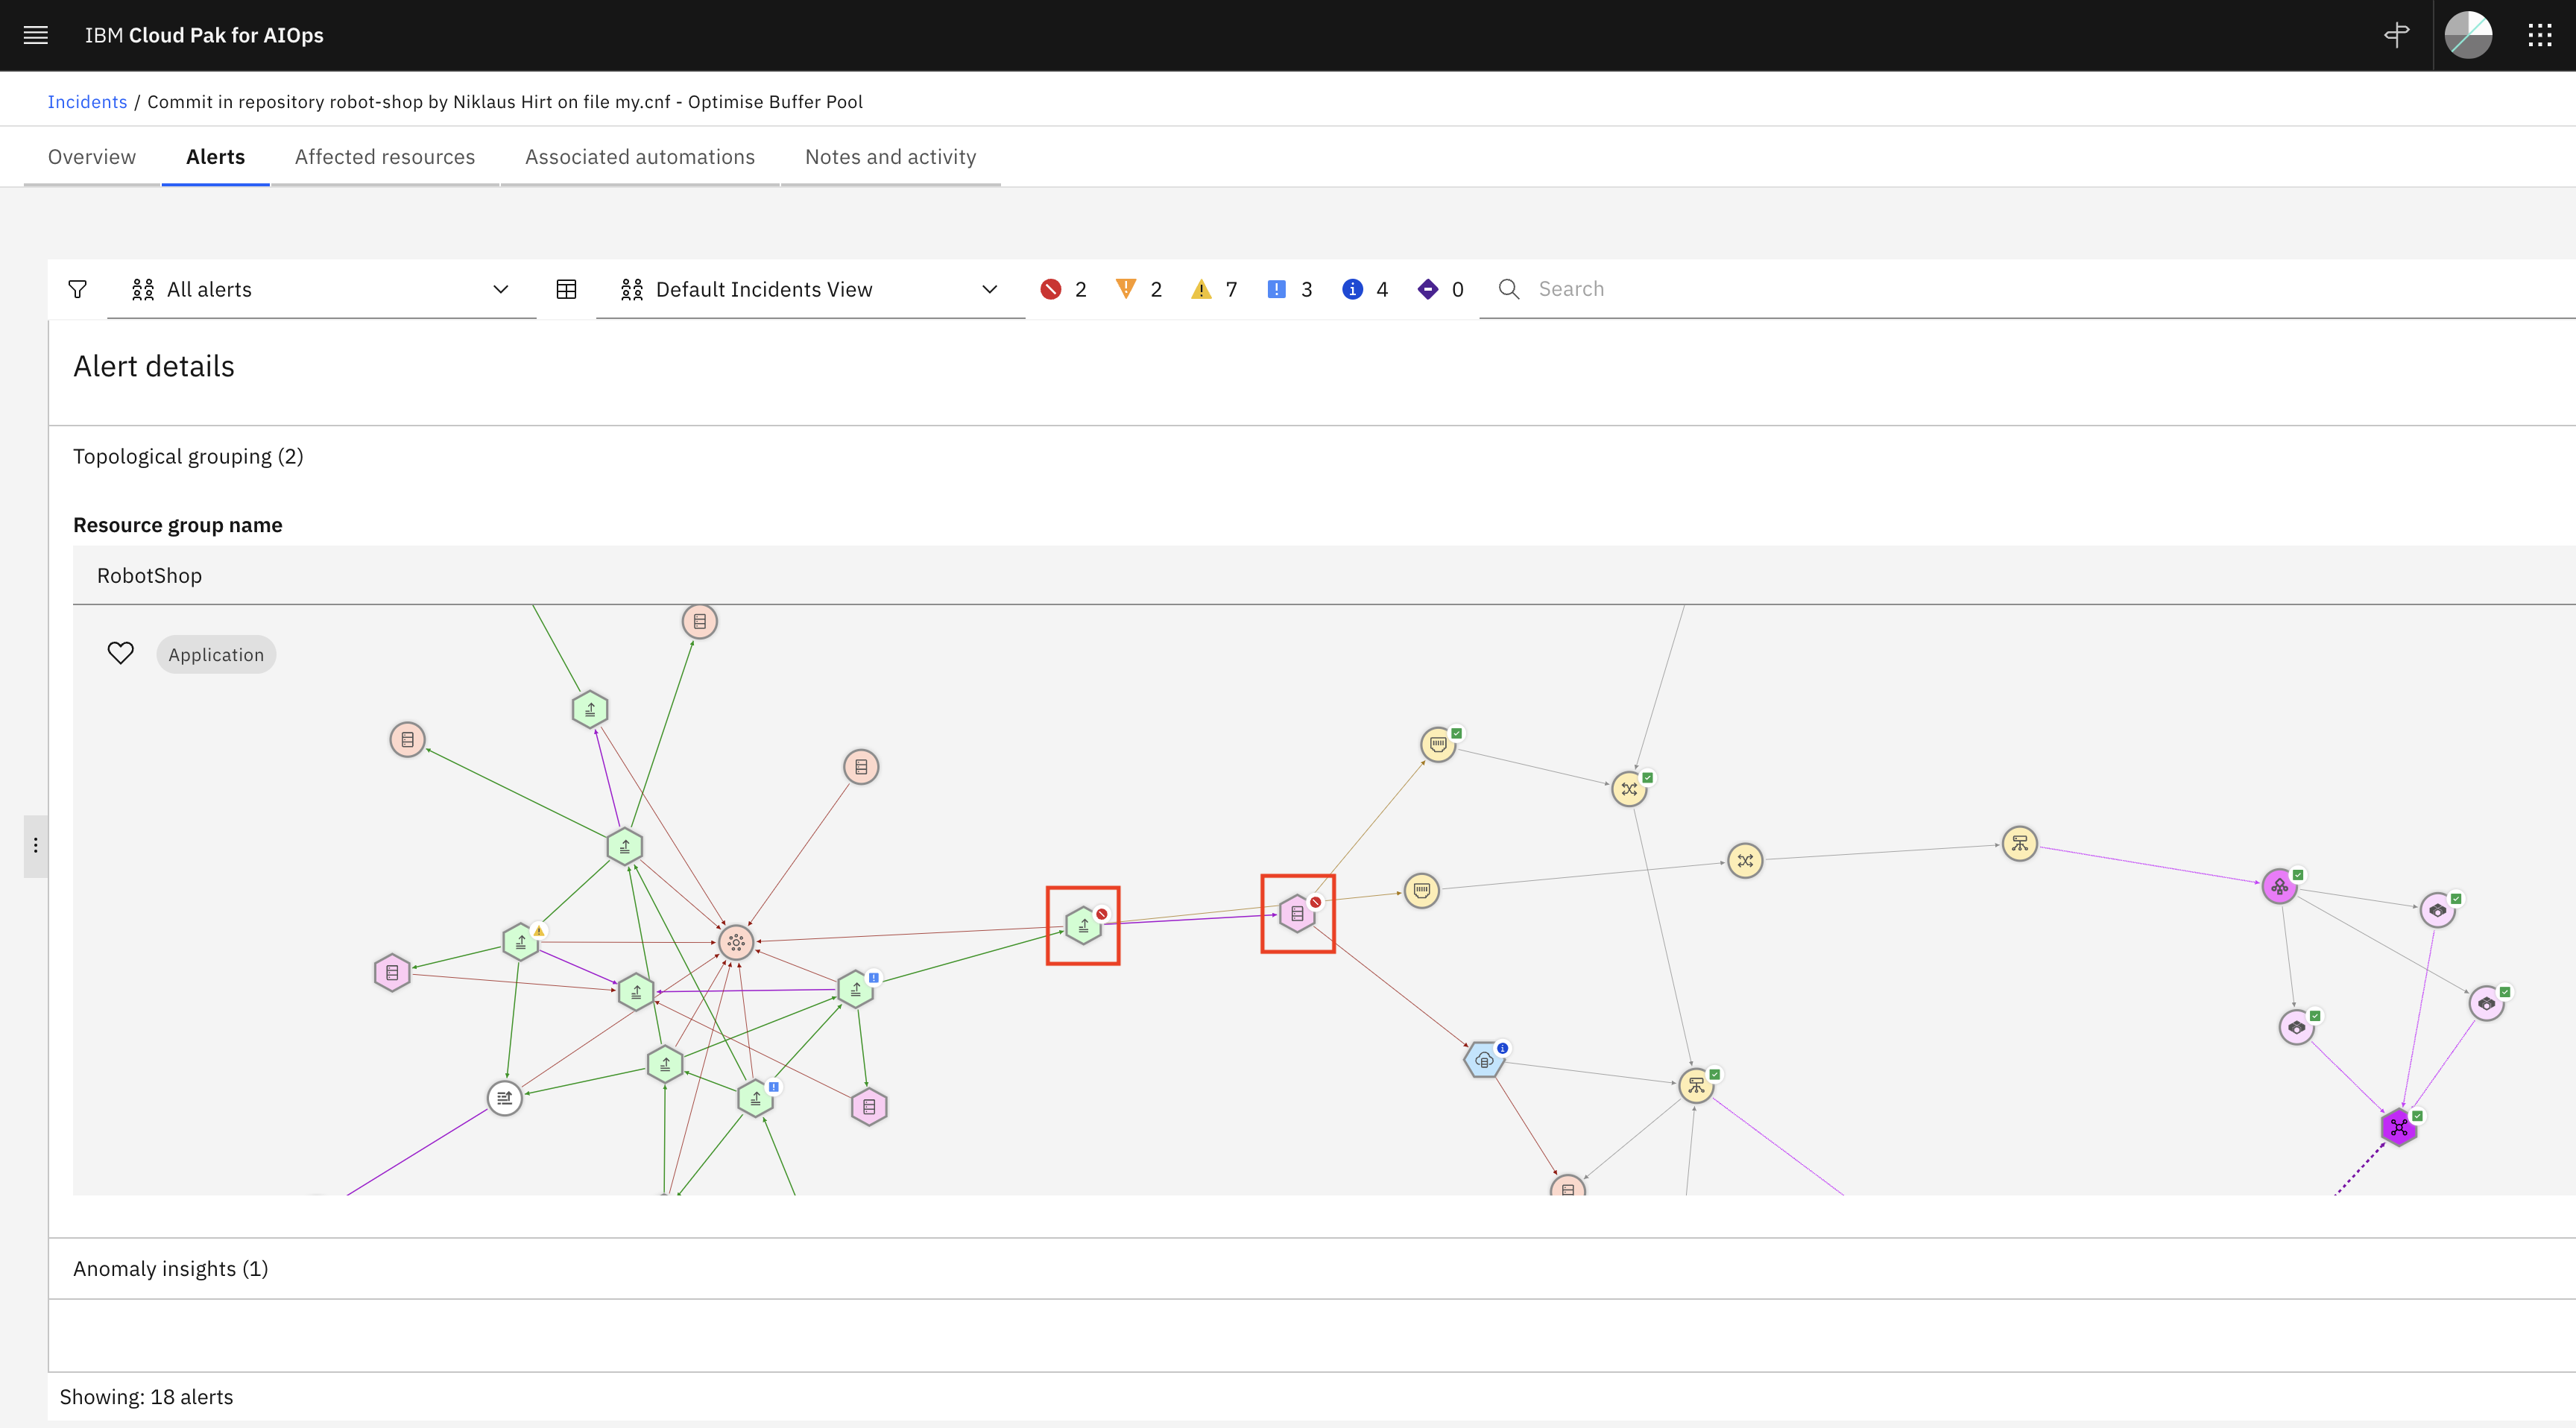 IBM Cloud Pak for AIOps
Incidents / Commit in repository robot-shop by Niklaus Hirt on file my.cnf - Optimise Buffer Pool
Overview Alerts Affected resources Associated automations Notes and activity
All alerts Default Incidents View 2 2 7 3 4 0 Search
Alert details
Topological grouping (2)
Resource group name
RobotShop
Application
Anomaly insights (1)
Showing: 18 alerts